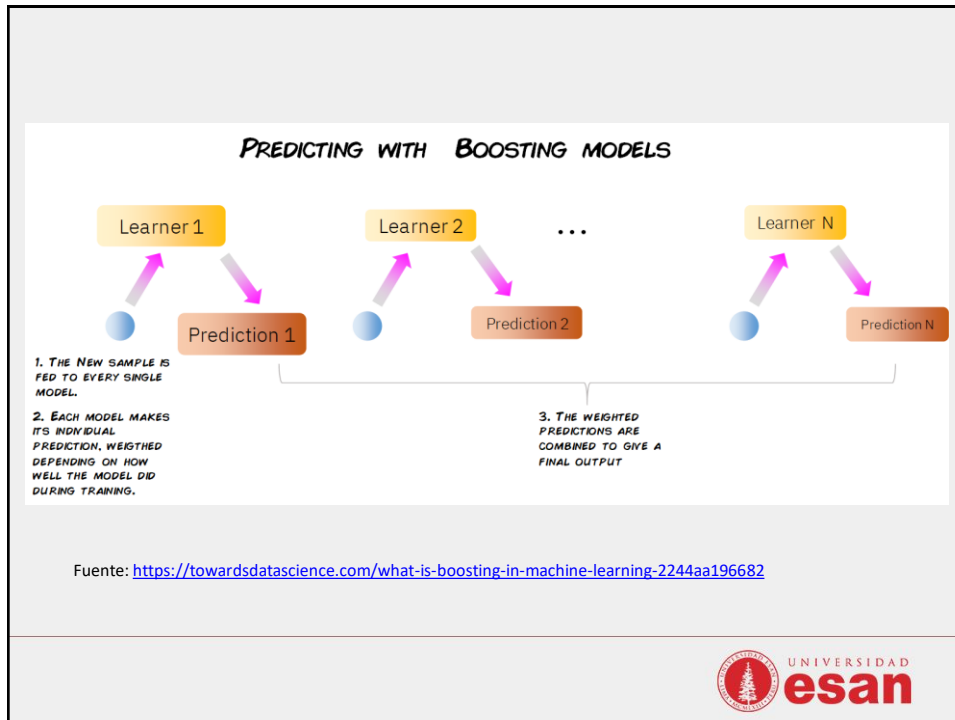 PREDICTING WITH BOOSTING MODELS
Learner 1
Learner 2
...
Learner N
Prediction 1
Prediction 2
Prediction N
1. THE NEW SAMPLE IS
FED TO EVERY SINGLE
MODEL.
2. EACH MODEL MAKES
ITS INDIVIDUAL
PREDICTION, WEIGTHED
DEPENDING ON HOW
WELL THE MODEL DID
DURING TRAINING.
3. THE WEIGHTED
PREDICTIONS ARE
COMBINED TO GIVE A
FINAL OUTPUT
Fuente: https://towardsdatascience.com/what-is-boosting-in-machine-learning-2244aa196682
UNIVERSIDAD
esan